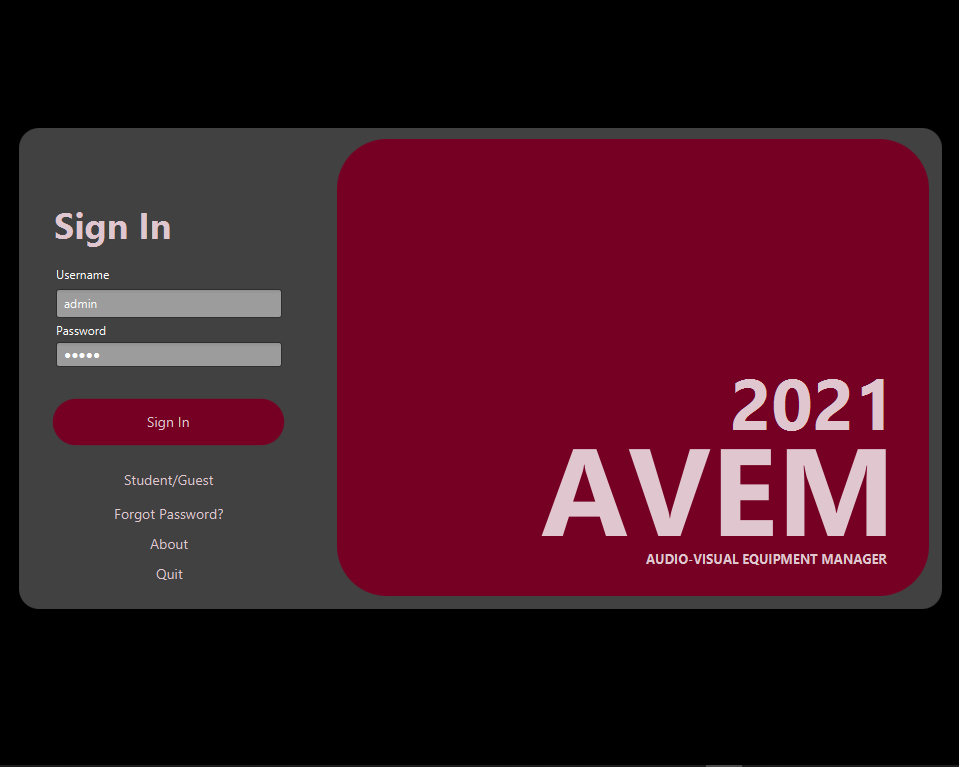 Sign In
Username
admin
Password
●●●●●
Sign In
Student/Guest
Forgot Password?
About
Quit
2021
AVEM
AUDIO-VISUAL EQUIPMENT MANAGER